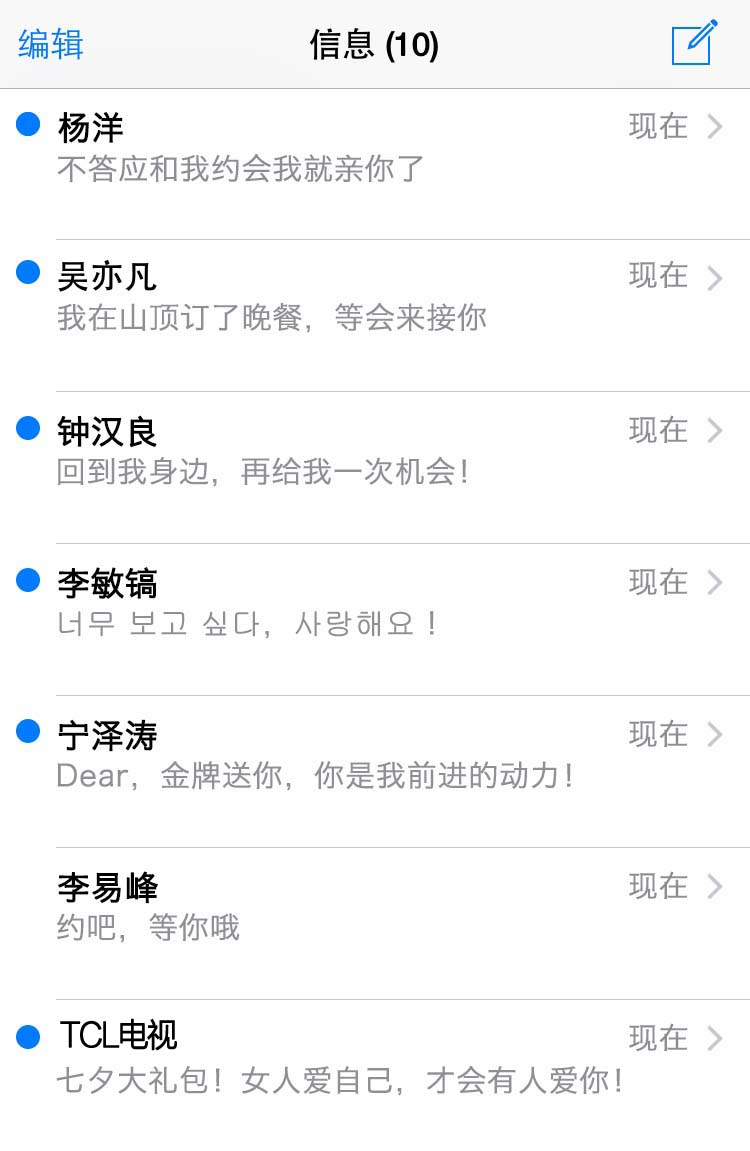 编辑
信息 (10)
杨洋
现在
不答应和我约会我就亲你了
吴亦凡
现在
我在山顶订了晚餐，等会来接你
钟汉良
现在
回到我身边，再给我一次机会！
李敏镐
现在
너무 보고 싶다，사랑해요！
宁泽涛
现在
Dear，金牌送你，你是我前进的动力！
李易峰
现在
约吧，等你哦
TCL电视
现在
七夕大礼包！女人爱自己，才会有人爱你！